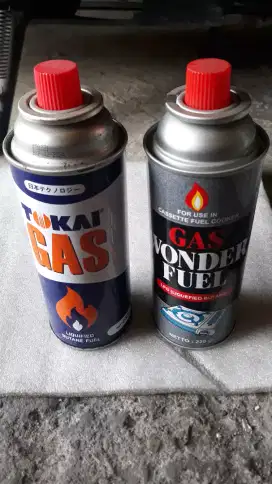 日本テクノロジー
TOKAI
GAS
LIQUIFIED
BUTANE FUEL
FOR USE IN
CASSETTE FUEL COOKER
GAS
WONDER
FUEL
NETTO :